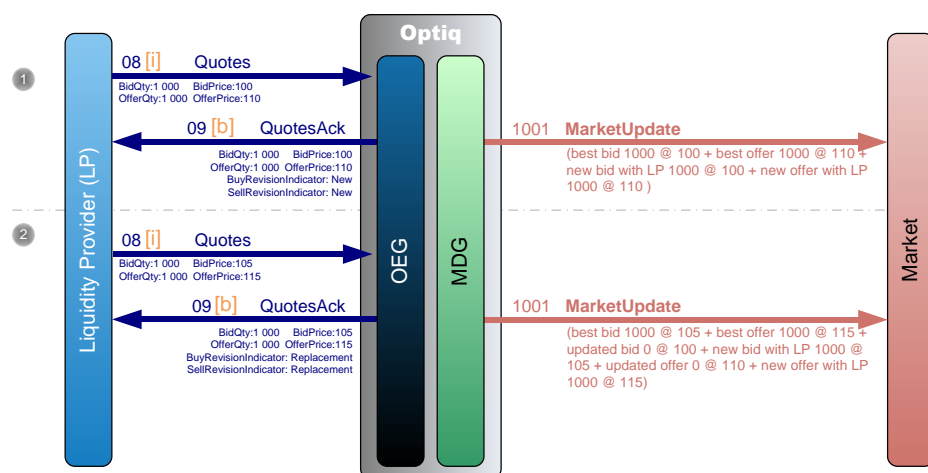 Optiq
1
08 [i] Quotes
BidQty:1 000 BidPrice:100
OfferQty:1 000 OfferPrice:110
09 [b] QuotesAck
BidQty:1 000 BidPrice:100
OfferQty:1 000 OfferPrice:110
BuyRevisionIndicator: New
SellRevisionIndicator: New
1001 MarketUpdate
(best bid 1000 @ 100 + best offer 1000 @ 110 +
new bid with LP 1000 @ 100 + new offer with LP
1000 @ 110 )
2
08 [i] Quotes
BidQty:1 000 BidPrice:105
OfferQty:1 000 OfferPrice:115
09 [b] QuotesAck
BidQty:1 000 BidPrice:105
OfferQty:1 000 OfferPrice:115
BuyRevisionIndicator: Replacement
SellRevisionIndicator: Replacement
1001 MarketUpdate
(best bid 1000 @ 105 + best offer 1000 @ 115 +
updated bid 0 @ 100 + new bid with LP 1000 @
105 + updated offer 0 @ 110 + new offer with LP
1000 @ 115)
Liquidity Provider (LP)
OEG
MDG
Market